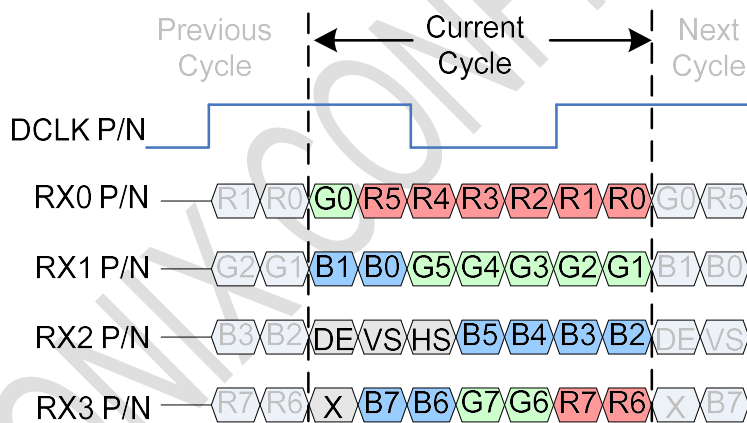 Previous Cycle
Current Cycle
Next Cycle
DCLK P/N
RX0 P/N R1 R0 G0 R5 R4 R3 R2 R1 R0 G0 R5
RX1 P/N G2 G1 B1 B0 G5 G4 G3 G2 G1 B1 B0
RX2 P/N B3 B2 DE VS HS B5 B4 B3 B2 DE VS
RX3 P/N R7 R6 X B7 B6 G7 G6 R7 R6 X B7